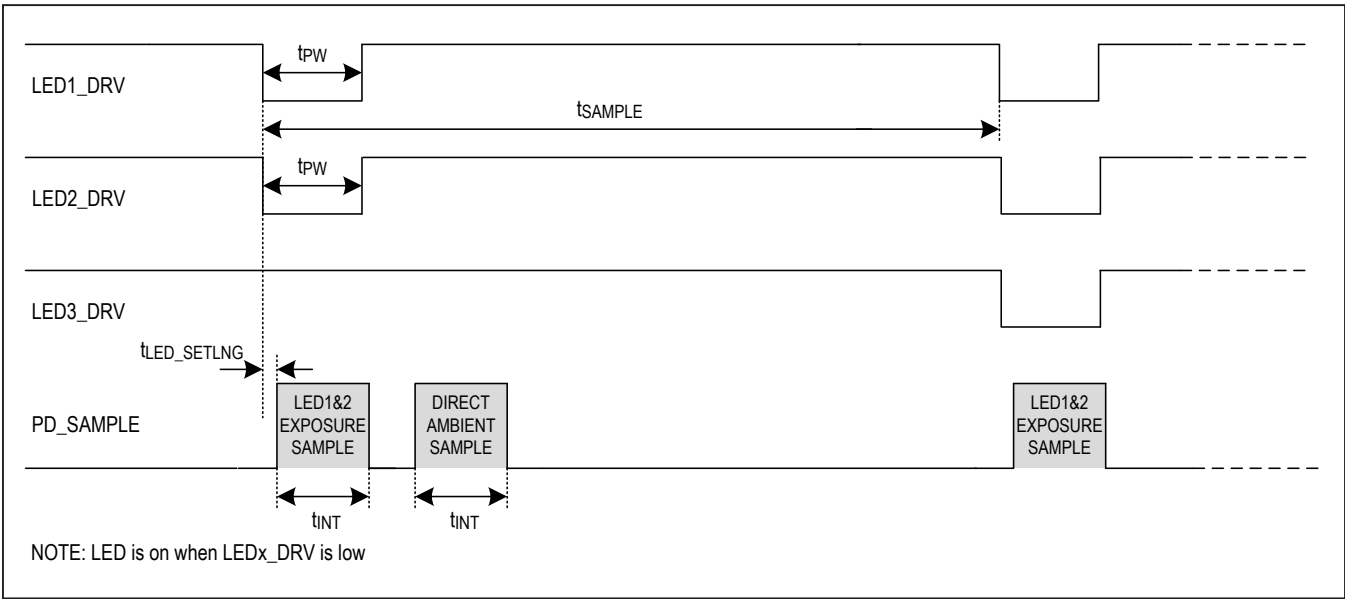 tPW
LED1_DRV
tSAMPLE
tPW
LED2_DRV
LED3_DRV
tLED_SETLNG
LED1&2
EXPOSURE
SAMPLE
DIRECT
AMBIENT
SAMPLE
LED1&2
EXPOSURE
SAMPLE
PD_SAMPLE
tINT
tINT
NOTE: LED is on when LEDx_DRV is low